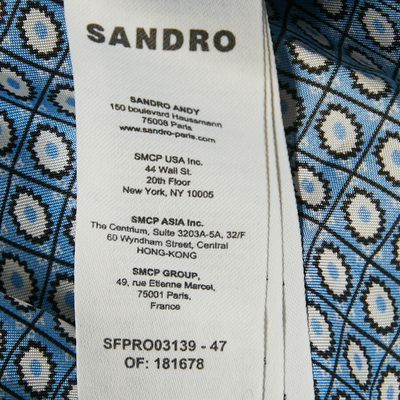 SANDRO
SANDRO ANDY
150 boulevard Haussmann
75008 Paris
www.sandro-paris.com
SMCP USA Inc.
44 Wall St.
20th Floor
New York, NY 10005
SMCP ASIA Inc.
The Centrium, Suite 3203A-5A, 32/F
60 Wyndham Street, Central
HONG-KONG
SMCP GROUP,
49, rue Etienne Marcel,
75001 Paris,
France
SFPRO03139 - 47
OF: 181678